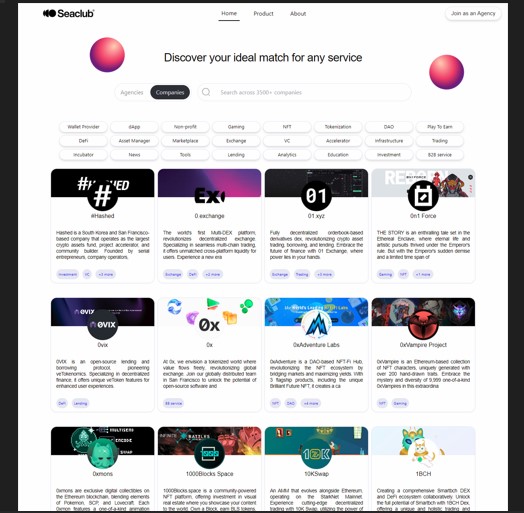 Seaclub
Home Product About Join as an Agency
Discover your ideal match for any service
Agencies Companies Search across 3500+ companies
Wallet Provider dApp Non-profit Gaming NFT Tokenization DAO Play To Earn
DeFi Asset Manager Marketplace Exchange VC Accelerator Infrastructure Trading
Incubator News Tools Lending Analytics Education Investment B2B service
#HASHED
#Hashed
Hashed is a South Korea and San Francisco-
based company that operates as the largest
crypto assets fund, project accelerator, and
community builder. Founded by serial
entrepreneurs, company operators,
Investment VC +3 more
0.exchange
The world's first Multi-DEX platform,
revolutionizes decentralized exchange.
Specializing in seamless multi-chain trading,
it offers unmatched cross-platform liquidity for
users. Experience a new era
Exchange DeFi +2 more
01
01 xyz
Fully decentralized orderbook-based
derivatives dex, revolutionizing crypto asset
trading, borrowing, and lending. Embrace the
future of finance with 01 Exchange, where
power lies in your hands.
Exchange Trading
0n1 Force
THE STORY is an enthralling tale set in the
Ethereal Enclave, where eternal life and
artistic pursuits thrived under the Emperor's
rule. But with the Emperor's sudden demise
and a limited time span of
Gaming NFT +1 more
0VIX
0vix
0VIX is an open-source lending and
borrowing protocol, pioneering
veTokenomics. Specializing in decentralized
finance, it offers unique veToken features for
enhanced user experiences.
DeFi Lending
0x
0x
At 0x, we envision a tokenized world where
value flows freely, revolutionizing global
exchange. Join our globally distributed team
in San Francisco to unlock the potential of
open-source software and
0xAdventure Labs
0xAdventure is a DAO-based NFT-Fi Hub,
revolutionizing the NFT ecosystem by
bridging markets and maximizing yields. With
3 flagship products, including the unique
Brilliant Future NFT, it creates a ca
NFT DAO +4 more
0xVampire Project
0xVampire is an Ethereum-based collection
of NFT characters, uniquely generated with
over 200 hand-drawn traits. Embrace the
mystery and diversity of 9,999 one-of-a-kind
0xVampires in this extraordina
NFT Gaming
0xmons
0xmons are exclusive digital collectibles on
the Ethereum blockchain, blending elements
of Pokemon, SCP, and Lovecraft. Each
0xmon features a one-of-a-kind animation
BATTLES
1000Blocks Space
1000Blocks.space is a community-powered
NFT platform, offering investment in visual
real estate where you showcase your content
to the world. Own a Block, earn BLS tokens,
10K
10KSwap
An AMM that evolves alongside Ethereum,
operating on the StarkNet Mainnet.
Experience cutting-edge decentralized
trading with 10K Swap, utilizing the power of
1BCH
Creating a comprehensive Smartbch DEX
and DeFi ecosystem collaboratively. Unlock
the full potential of Smartbch with 1BCH Dex,
offering a unique and holistic trading and